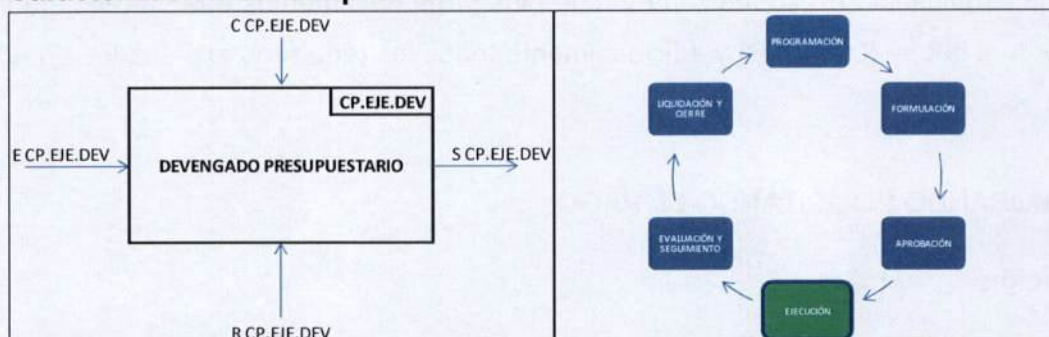 C CP.EJE.DEV
CP.EJE.DEV
E CP.EJE.DEV
DEVENGADO PRESUPUESTARIO
S CP.EJE.DEV
R CP.EJE.DEV
PROGRAMACIÓN
LIQUIDACIÓN Y
CIERRE
FORMULACIÓN
EVALUACIÓN Y
SEGUIMIENTO
APROBACIÓN
EJECUCIÓN